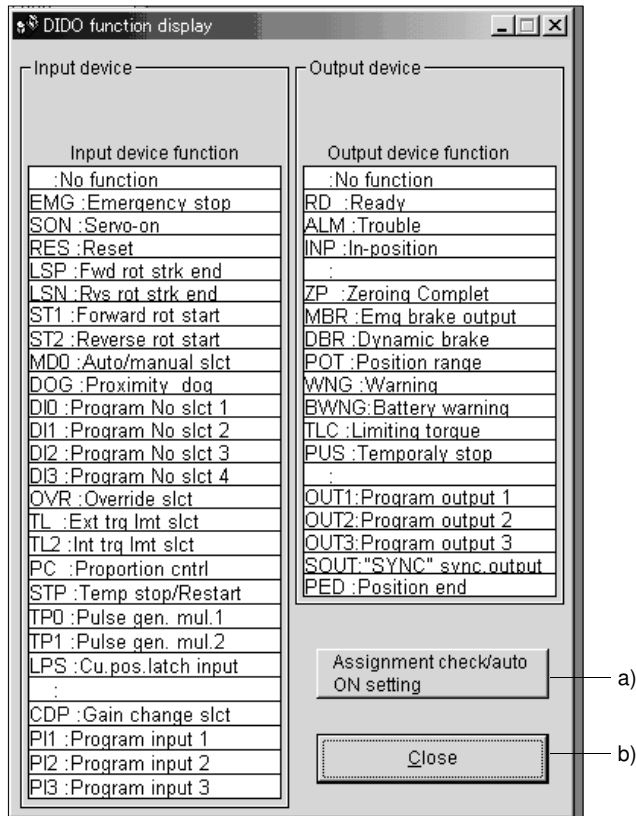 DIDO function display
Input device
Input device function
:No function
EMG :Emergency stop
SON :Servo-on
RES :Reset
LSP :Fwd rot strk end
LSN :Rvs rot strk end
ST1 :Forward rot start
ST2 :Reverse rot start
MD0 :Auto/manual slct
DOG :Proximity dog
DI0 :Program No slct 1
DI1 :Program No slct 2
DI2 :Program No slct 3
DI3 :Program No slct 4
OVR :Override slct
TL :Ext trq lmt slct
TL2 :Int trq lmt slct
PC :Proportion cntrl
STP :Temp stop/Restart
TP0 :Pulse gen. mul.1
TP1 :Pulse gen. mul.2
LPS :Cu.pos.latch input
:
CDP :Gain change slct
PI1 :Program input 1
PI2 :Program input 2
PI3 :Program input 3
Output device
Output device function
:No function
RD :Ready
ALM :Trouble
INP :In-position
:
ZP :Zeroing Complet
MBR :Emg brake output
DBR :Dynamic brake
POT :Position range
WNG :Warning
BWNG:Battery warning
TLC :Limiting torque
PUS :Temporaly stop
:
OUT1:Program output 1
OUT2:Program output 2
OUT3:Program output 3
SOUT:"SYNC" sync.output
PED :Position end
Assignment check/auto
ON setting
a)
Close
b)